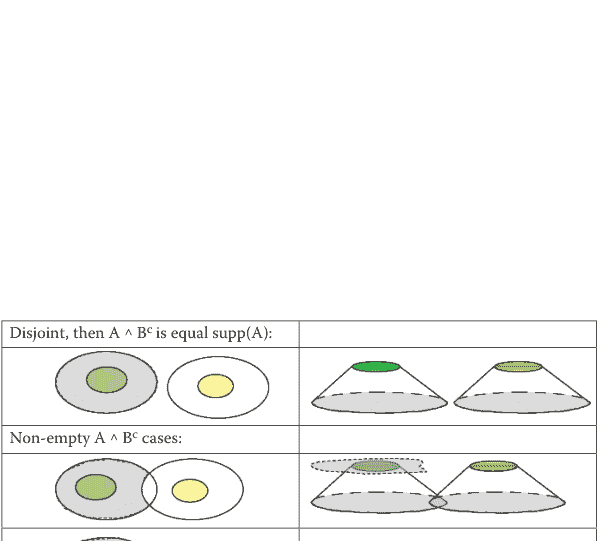 Disjoint, then A ^ Bᶜ is equal supp(A):
Non-empty A ^ Bᶜ cases: